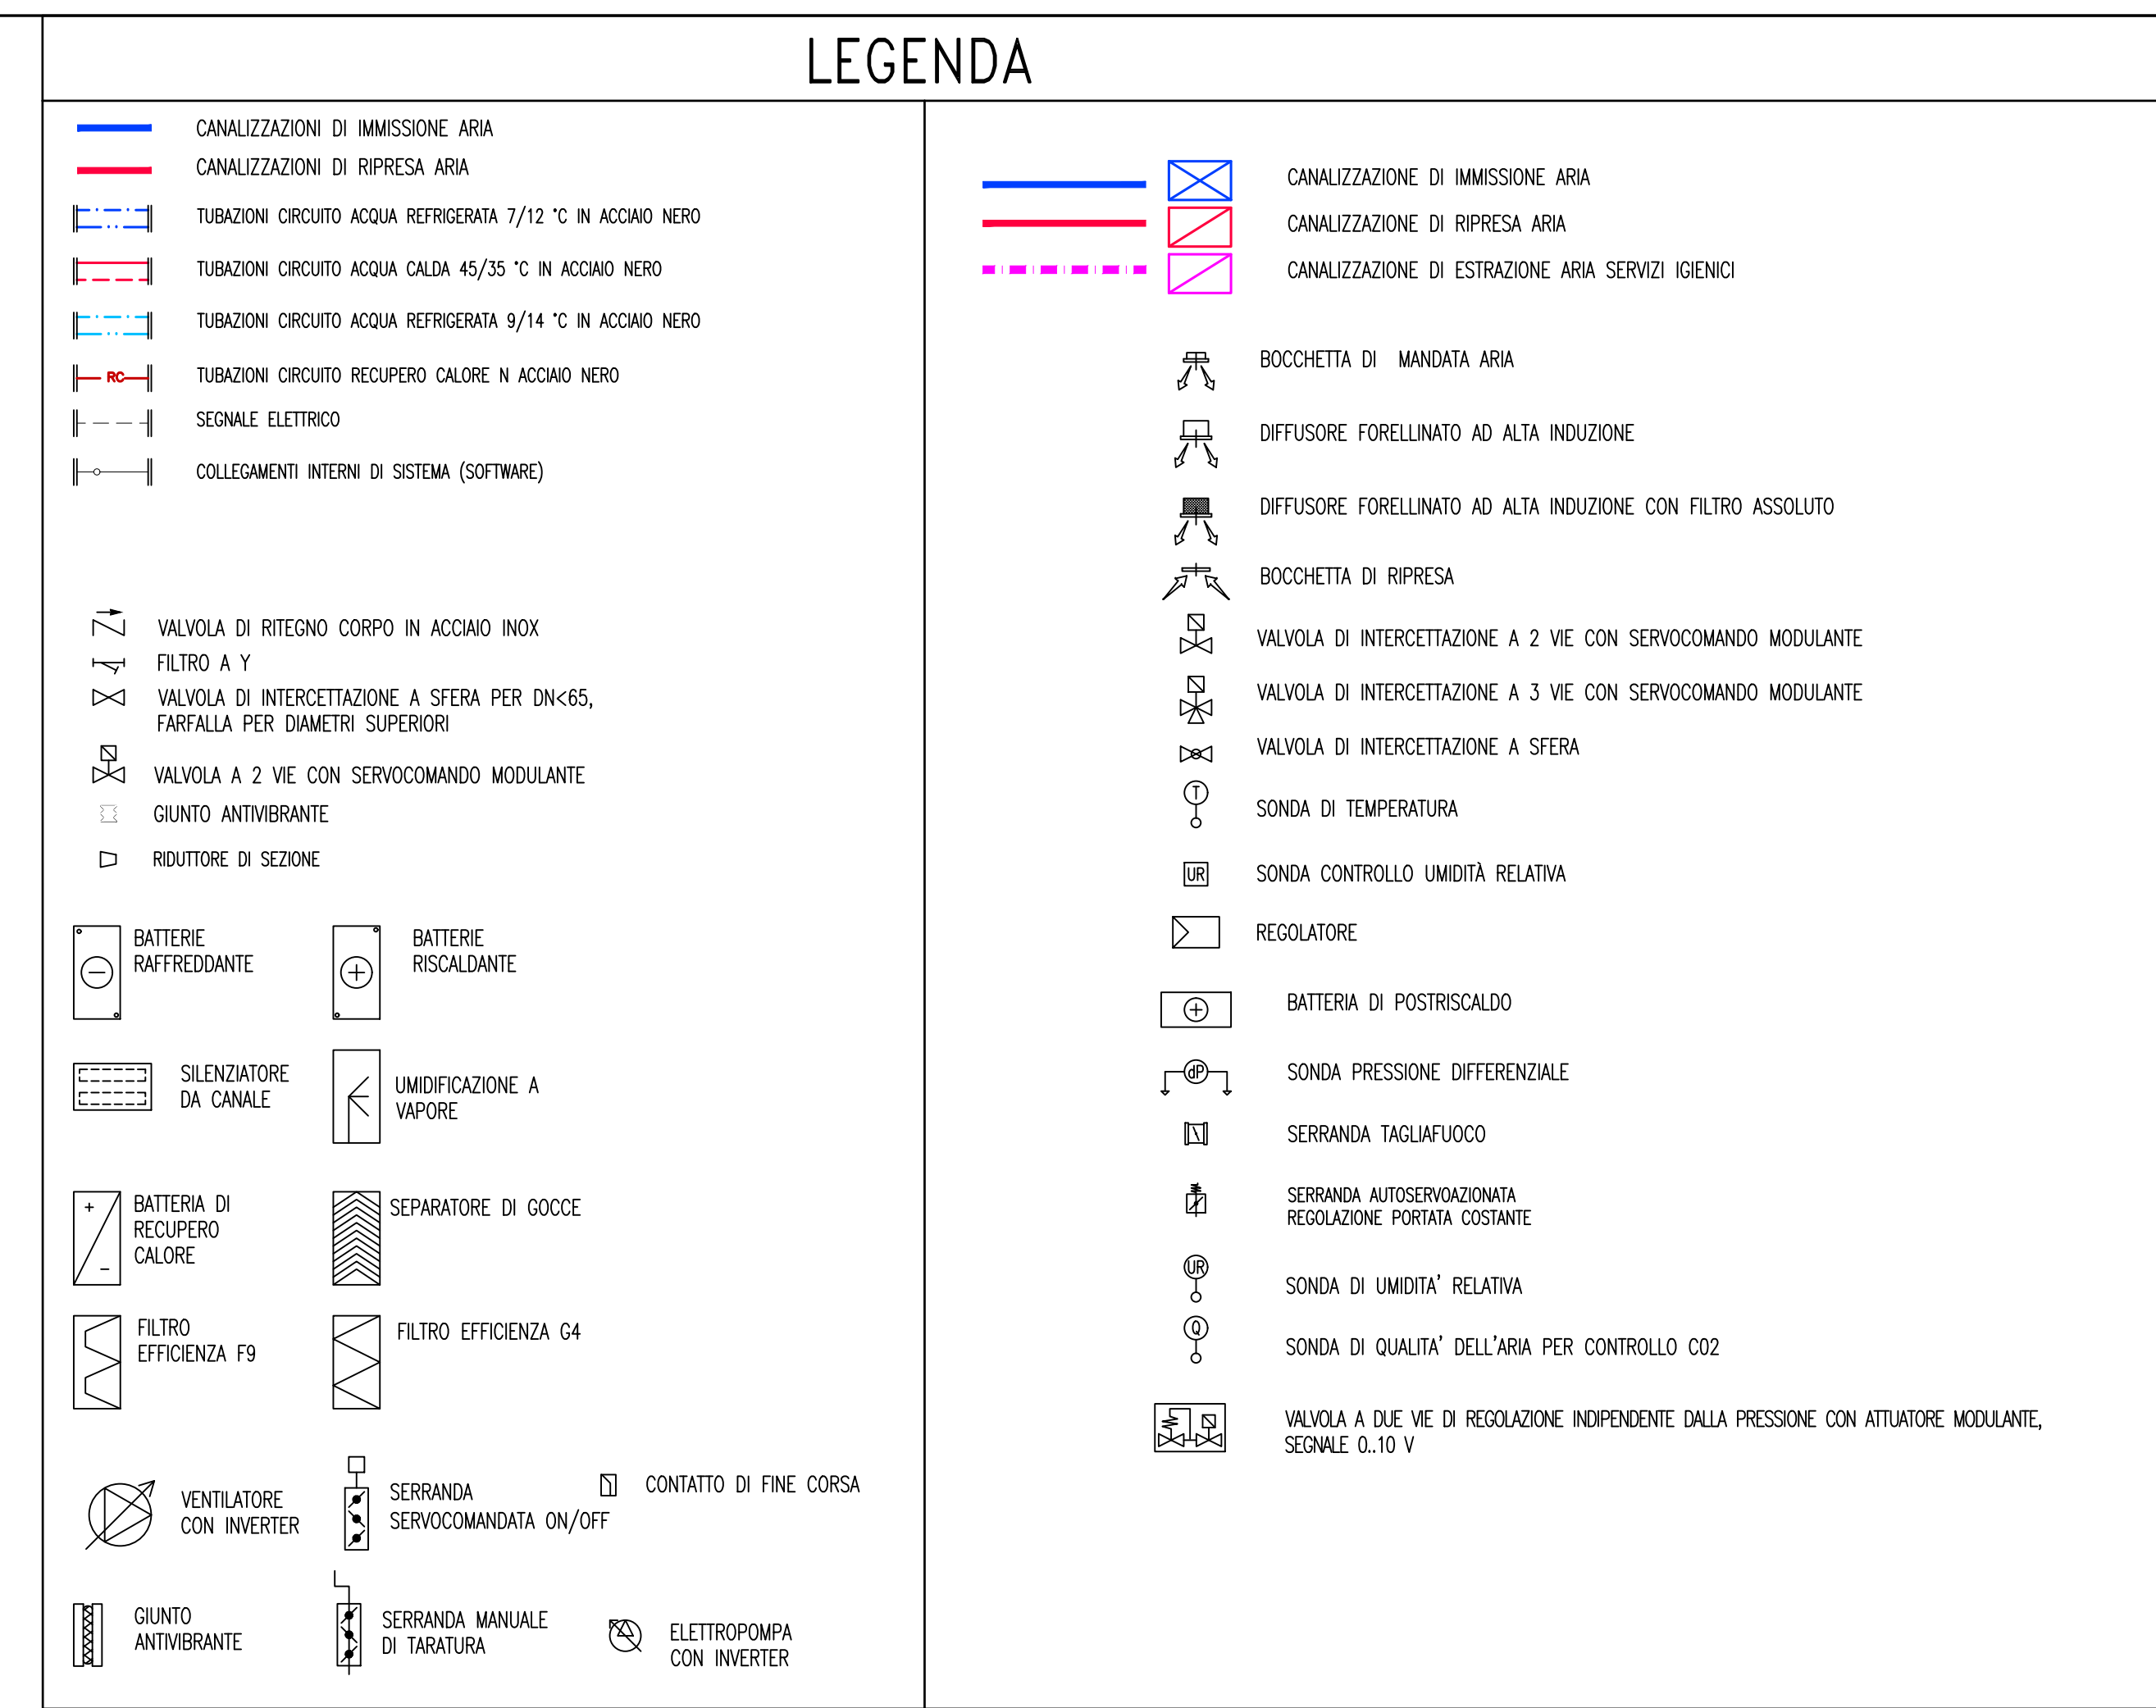 LEGENDA
CANALIZZAZIONI DI IMMISSIONE ARIA
CANALIZZAZIONI DI RIPRESA ARIA
TUBAZIONI CIRCUITO ACQUA REFRIGERATA 7/12 °C IN ACCIAIO NERO
TUBAZIONI CIRCUITO ACQUA CALDA 45/35 °C IN ACCIAIO NERO
TUBAZIONI CIRCUITO ACQUA REFRIGERATA 9/14 °C IN ACCIAIO NERO
RC
TUBAZIONI CIRCUITO RECUPERO CALORE N ACCIAIO NERO
SEGNALE ELETTRICO
COLLEGAMENTI INTERNI DI SISTEMA (SOFTWARE)
VALVOLA DI RITEGNO CORPO IN ACCIAIO INOX
FILTRO A Y
VALVOLA DI INTERCETTAZIONE A SFERA PER DN<65,
FARFALLA PER DIAMETRI SUPERIORI
VALVOLA A 2 VIE CON SERVOCOMANDO MODULANTE
GIUNTO ANTIVIBRANTE
RIDUTTORE DI SEZIONE
BATTERIE
RAFFREDDANTE
BATTERIE
RISCALDANTE
SILENZIATORE
DA CANALE
UMIDIFICAZIONE A
VAPORE
BATTERIA DI
RECUPERO
CALORE
SEPARATORE DI GOCCE
FILTRO
EFFICIENZA F9
FILTRO EFFICIENZA G4
VENTILATORE
CON INVERTER
SERRANDA
SERVOCOMANDATA ON/OFF
CONTATTO DI FINE CORSA
GIUNTO
ANTIVIBRANTE
SERRANDA MANUALE
DI TARATURA
ELETTROPOMPA
CON INVERTER
CANALIZZAZIONE DI IMMISSIONE ARIA
CANALIZZAZIONE DI RIPRESA ARIA
CANALIZZAZIONE DI ESTRAZIONE ARIA SERVIZI IGIENICI
BOCCHETTA DI MANDATA ARIA
DIFFUSORE FORELLINATO AD ALTA INDUZIONE
DIFFUSORE FORELLINATO AD ALTA INDUZIONE CON FILTRO ASSOLUTO
BOCCHETTA DI RIPRESA
VALVOLA DI INTERCETTAZIONE A 2 VIE CON SERVOCOMANDO MODULANTE
VALVOLA DI INTERCETTAZIONE A 3 VIE CON SERVOCOMANDO MODULANTE
VALVOLA DI INTERCETTAZIONE A SFERA
T
SONDA DI TEMPERATURA
UR
SONDA CONTROLLO UMIDITÀ RELATIVA
REGOLATORE
BATTERIA DI POSTRISCALDO
dP
SONDA PRESSIONE DIFFERENZIALE
SERRANDA TAGLIAFUOCO
SERRANDA AUTOSERVOAZIONATA
REGOLAZIONE PORTATA COSTANTE
UR
SONDA DI UMIDITA' RELATIVA
Q
SONDA DI QUALITA' DELL'ARIA PER CONTROLLO CO2
VALVOLA A DUE VIE DI REGOLAZIONE INDIPENDENTE DALLA PRESSIONE CON ATTUATORE MODULANTE,
SEGNALE 0..10 V